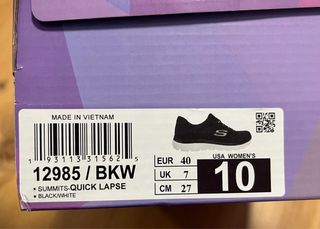 MADE IN VIETNAM
1 93113 31562 5
12985 / BKW
• SUMMITS-QUICK LAPSE
• BLACK/WHITE
EUR 40
UK 7
CM 27
USA WOMEN'S
10